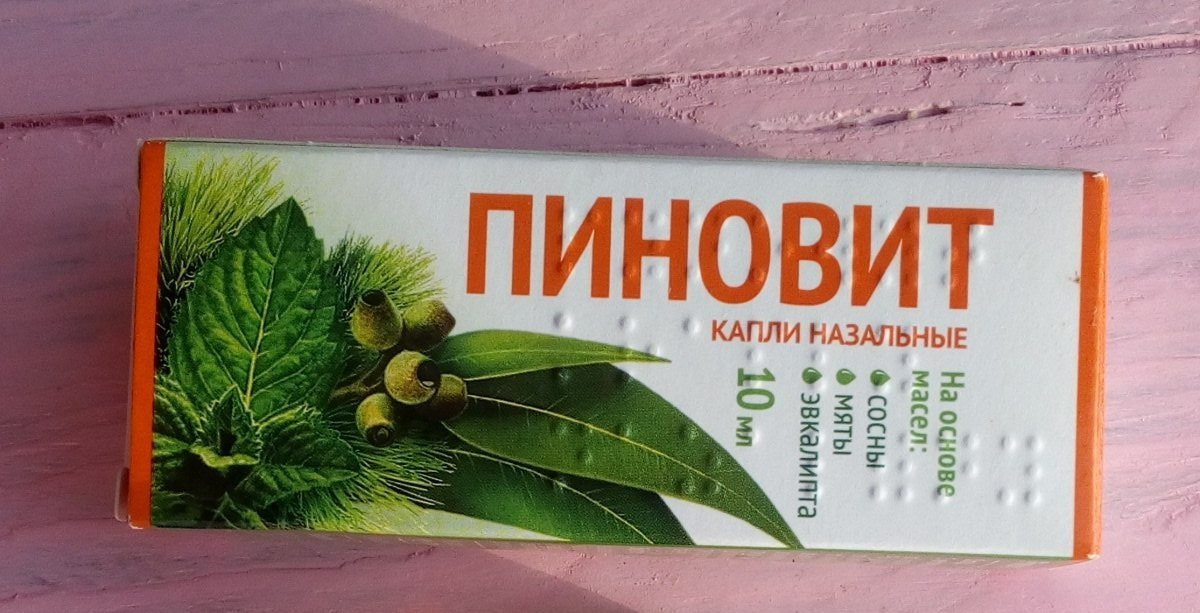 ПИНОВИТ
КАПЛИ НАЗАЛЬНЫЕ
На основе
масел:
СОСНЫ
МЯТЫ
ЭВКАЛИПТА
10 мл